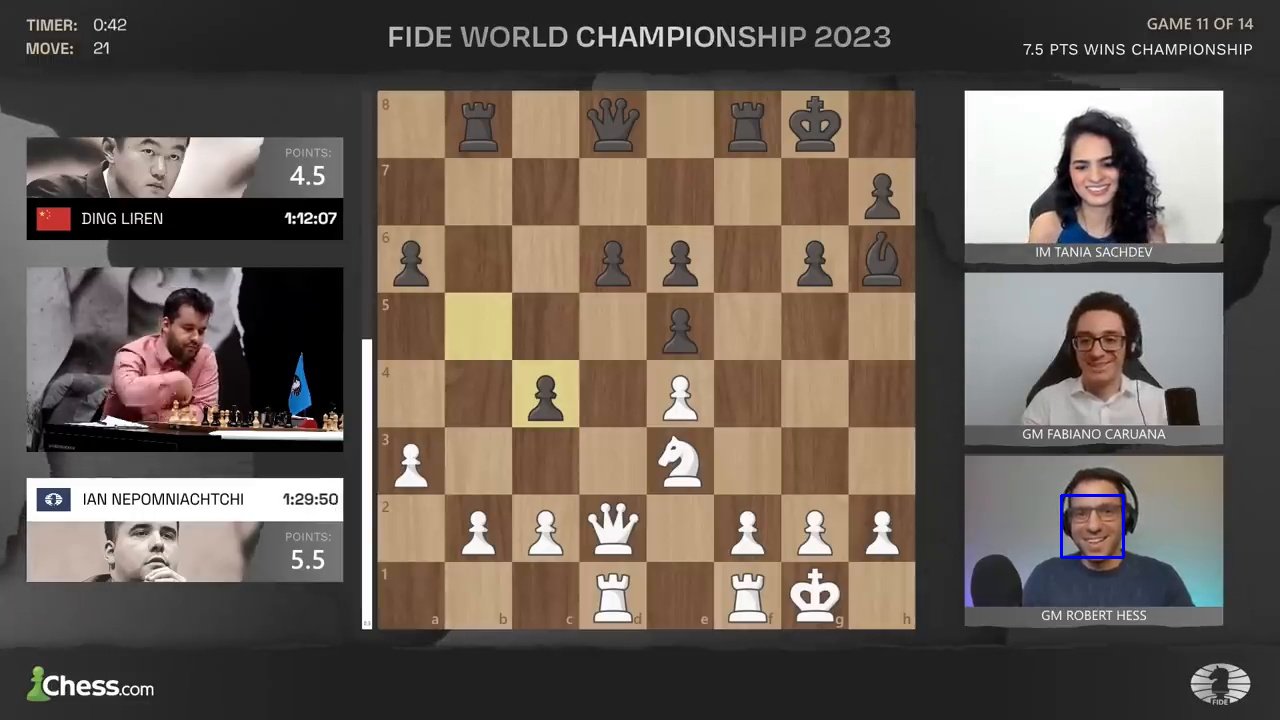 TIMER: 0:42
MOVE: 21
FIDE WORLD CHAMPIONSHIP 2023
GAME 11 OF 14
7.5 PTS WINS CHAMPIONSHIP
POINTS:
4.5
DING LIREN 1:12:07
IAN NEPOMNIACHTCHI 1:29:50
POINTS:
5.5
8
7
6
5
4
3
2
1
a b c d e f g h
IM TANIA SACHDEV
GM FABIANO CARUANA
GM ROBERT HESS
Chess.com
FIDE